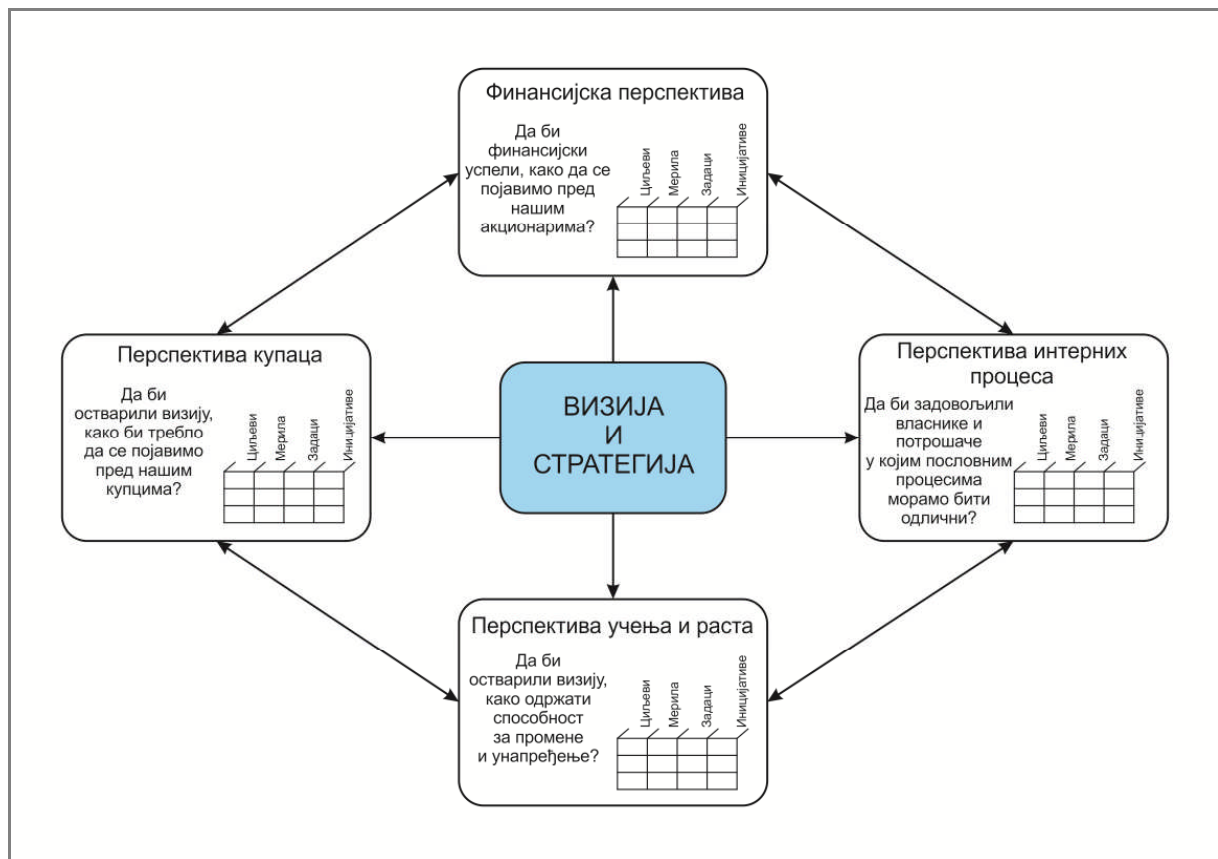 Финансијска перспектива
Да би
финансијски
успели, како да се
појавимо пред
нашим
акционарима?
Циљеви
Мерила
Задаци
Иницијативе
Перспектива купаца
Да би
остварили визију,
како би требло
да се појавимо
пред нашим
купцима?
Циљеви
Мерила
Задаци
Иницијативе
ВИЗИЈА
И
СТРАТЕГИЈА
Перспектива интерних
процеса
Да би задовољили
власнике и
потрошаче
у којим пословним
процесима
морамо бити
одлични?
Циљеви
Мерила
Задаци
Иницијативе
Перспектива учења и раста
Да би
остварили визију,
како одржати
способност
за промене
и унапређење?
Циљеви
Мерила
Задаци
Иницијативе